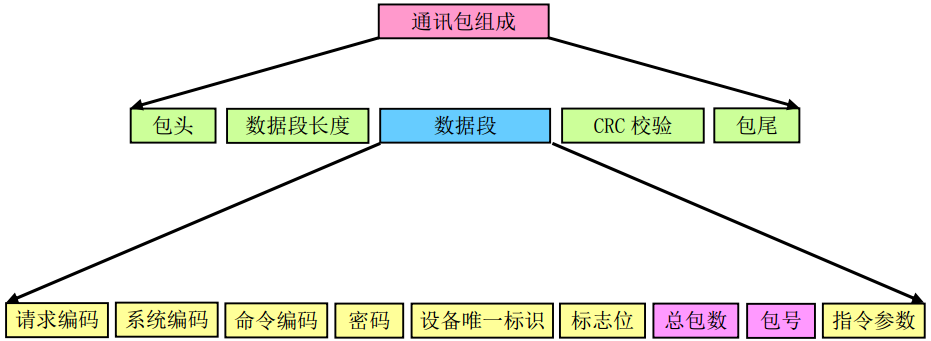 通讯包组成
包头 数据段长度 数据段 CRC 校验 包尾
请求编码 系统编码 命令编码 密码 设备唯一标识 标志位 总包数 包号 指令参数